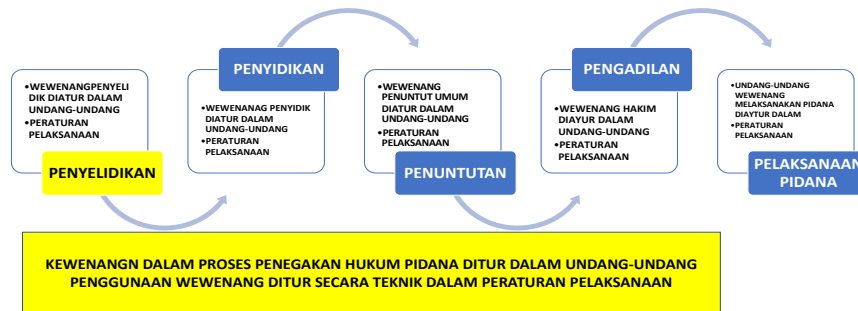 •WEWENANGPENYELI
DIK DIATUR DALAM
UNDANG-UNDANG
•PERATURAN
PELAKSANAAN
PENYELIDIKAN
PENYIDIKAN
•WEWENANAG PENYIDIK
DIATUR DALAM
UNDANG-UNDANG
•PERATURAN
PELAKSANAAN
•WEWENANG
PENUNTUT UMUM
DIATUR DALAM
UNDANG-UNDANG
•PERATURAN
PELAKSANAAN
PENUNTUTAN
PENGADILAN
•WEWENANG HAKIM
DIAYUR DALAM
UNDANG-UNDANG
•PERATURAN
PELAKSANAAN
•UNDANG-UNDANG
WEWENANG
MELAKSANAKAN PIDANA
DIAYTUR DALAM
•PERATURAN
PELAKSANAAN
PELAKSANAAN
PIDANA
KEWENANGN DALAM PROSES PENEGAKAN HUKUM PIDANA DITUR DALAM UNDANG-UNDANG
PENGGUNAAN WEWENANG DITUR SECARA TEKNIK DALAM PERATURAN PELAKSANAAN